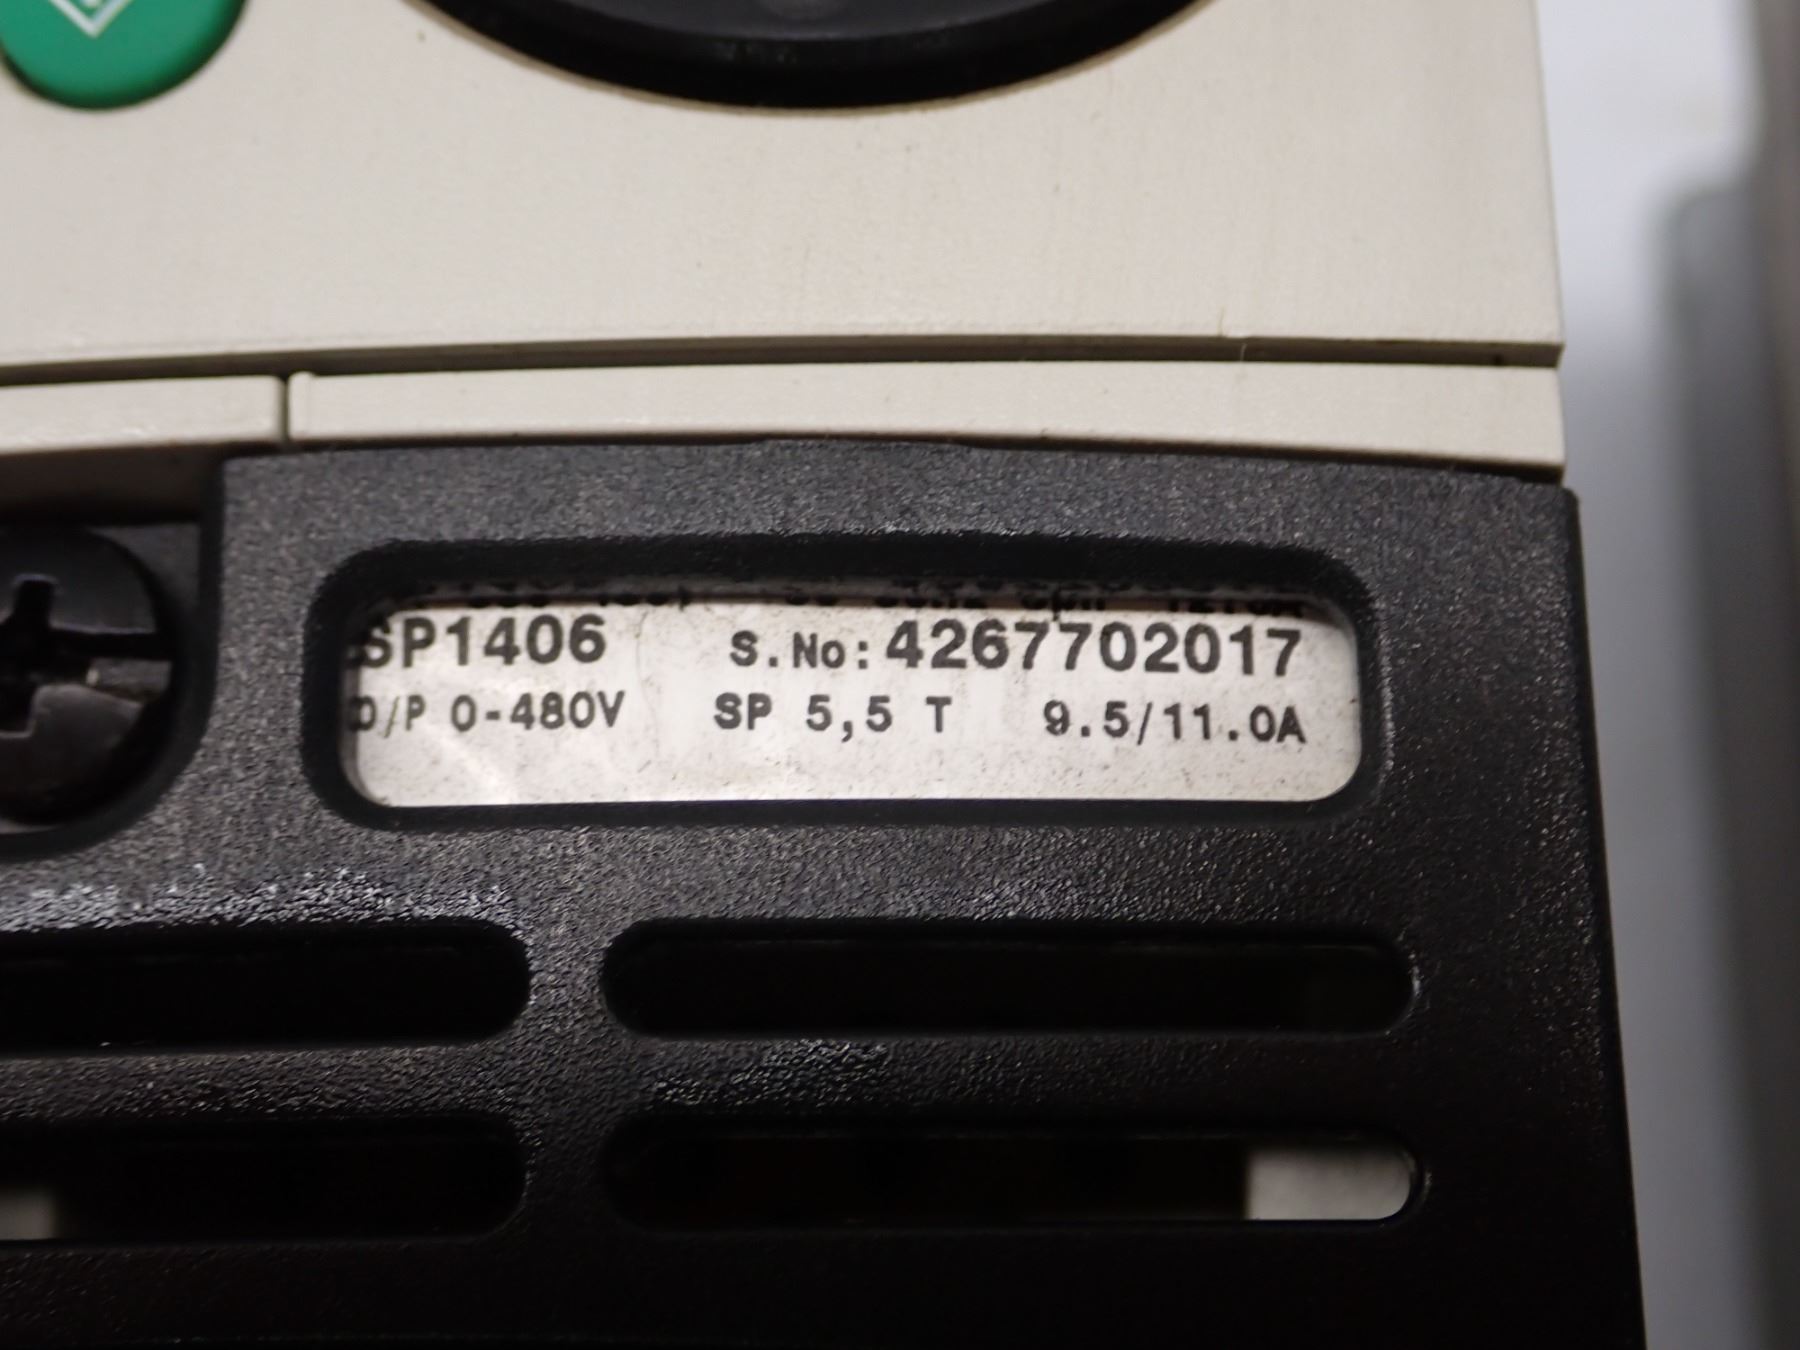 SP1406 S.No: 4267702017
O/P 0-480V SP 5,5 T 9.5/11.0A